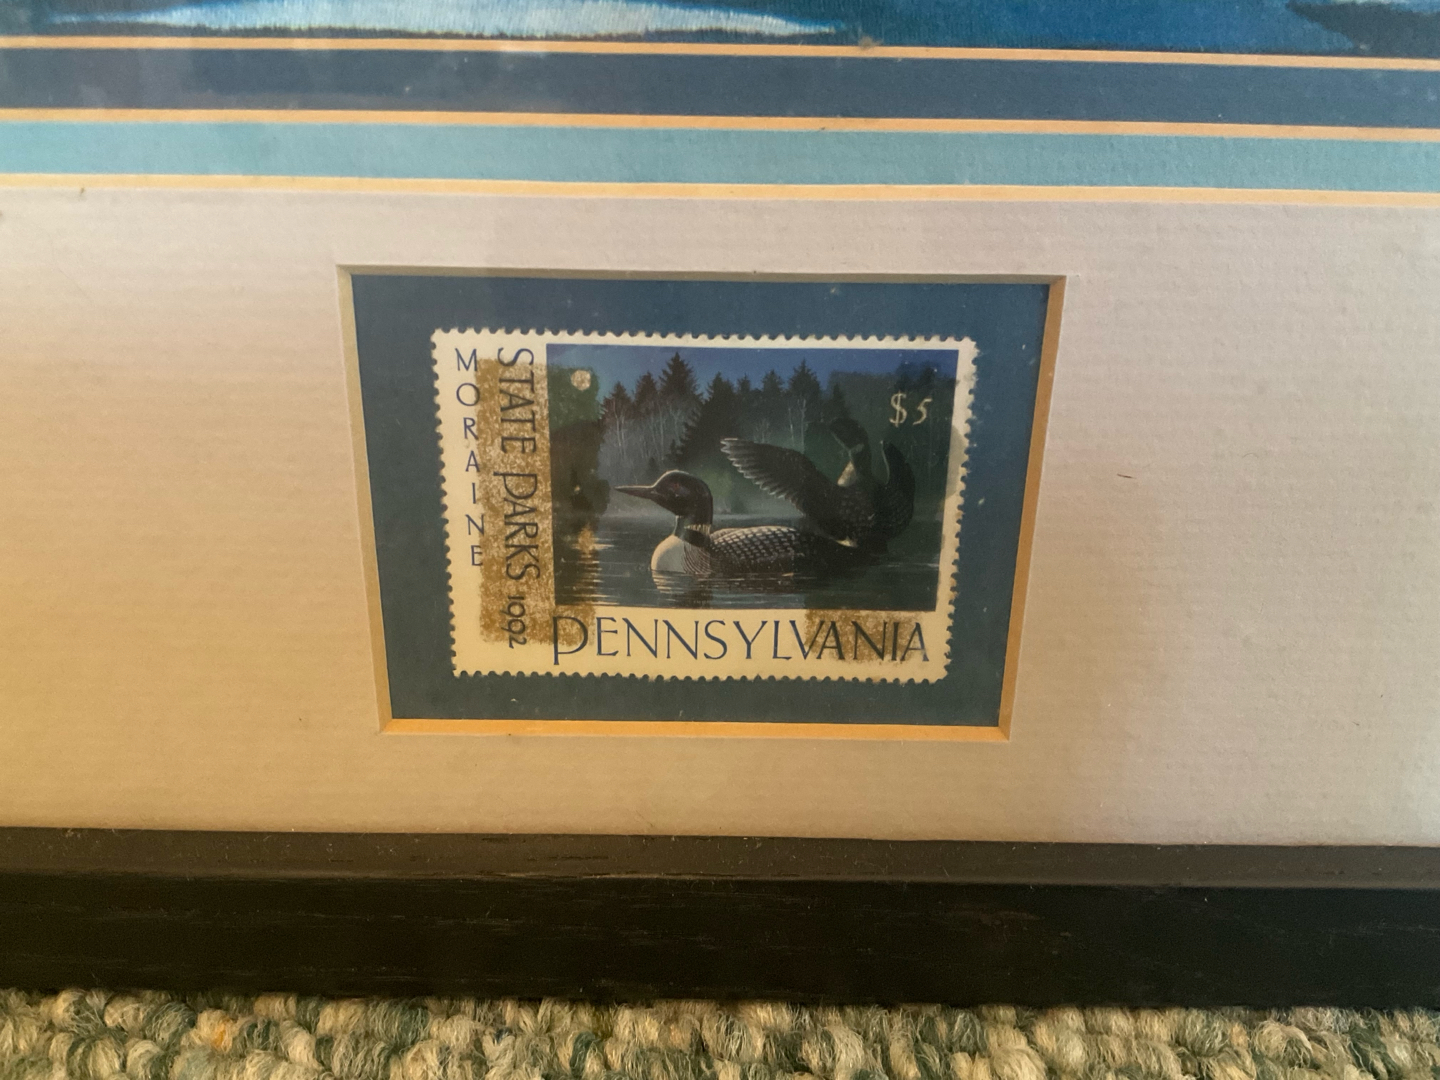 MORAINE
STATE PARKS 1992
$5
PENNSYLVANIA